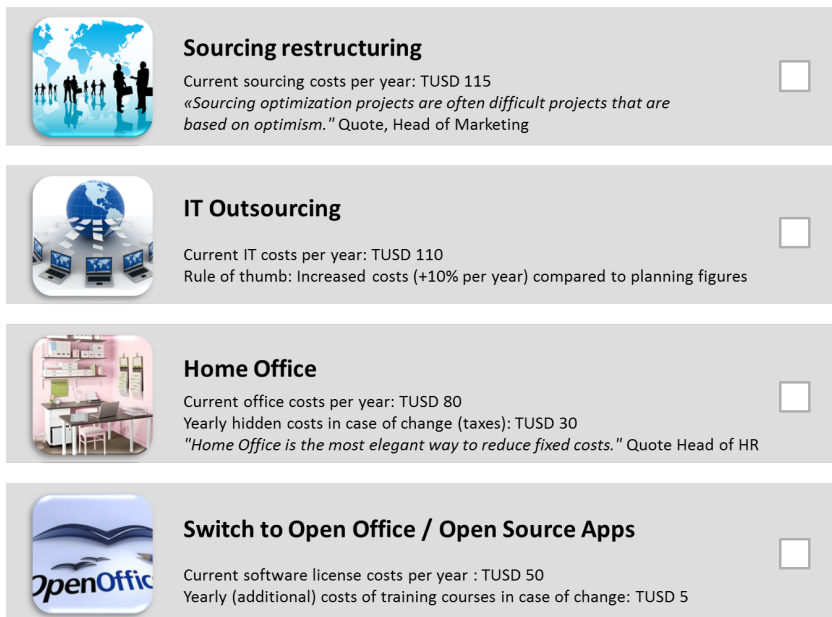 Sourcing restructuring
Current sourcing costs per year: TUSD 115
«Sourcing optimization projects are often difficult projects that are
based on optimism." Quote, Head of Marketing
IT Outsourcing
Current IT costs per year: TUSD 110
Rule of thumb: Increased costs (+10% per year) compared to planning figures
Home Office
Current office costs per year: TUSD 80
Yearly hidden costs in case of change (taxes): TUSD 30
"Home Office is the most elegant way to reduce fixed costs." Quote Head of HR
Switch to Open Office / Open Source Apps
OpenOffic
Current software license costs per year : TUSD 50
Yearly (additional) costs of training courses in case of change: TUSD 5